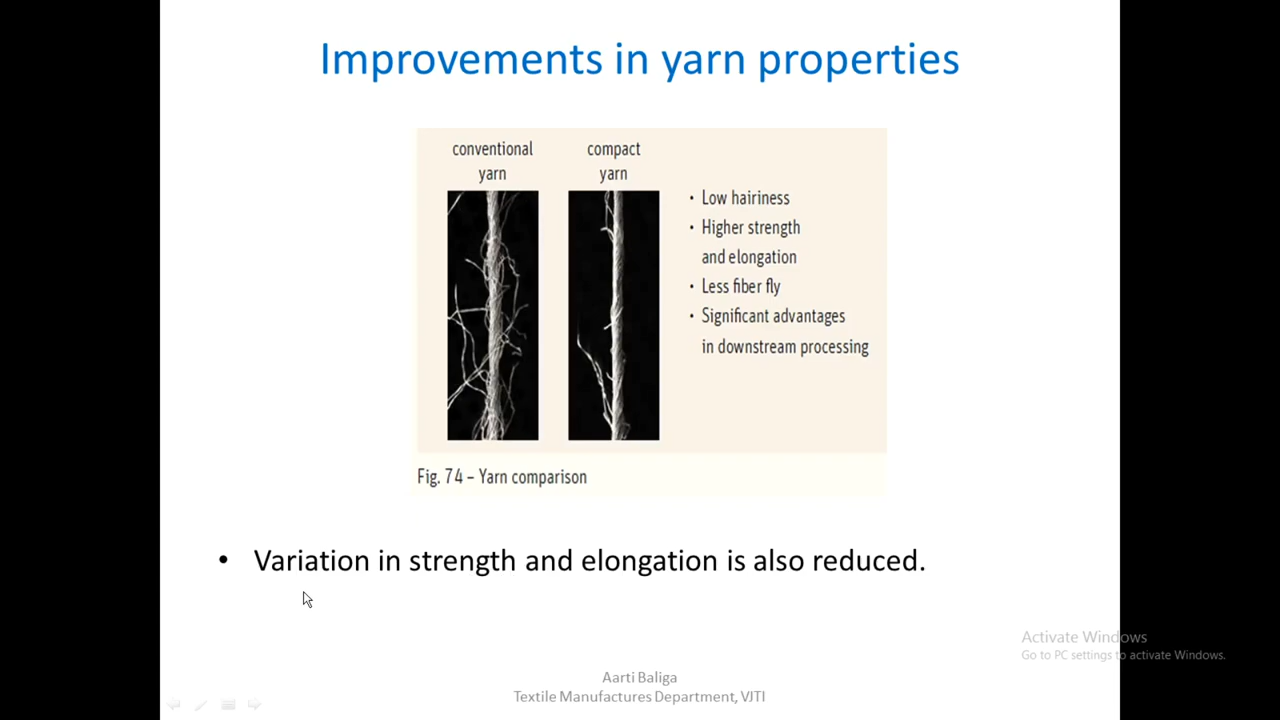 Improvements in yarn properties
conventional
yarn
compact
yarn
• Low hairiness
• Higher strength
and elongation
• Less fiber fly
• Significant advantages
in downstream processing
Fig. 74 – Yarn comparison
• Variation in strength and elongation is also reduced.
Activate Windows
Go to PC settings to activate Windows.
Aarti Baliga
Textile Manufactures Department, VJTI